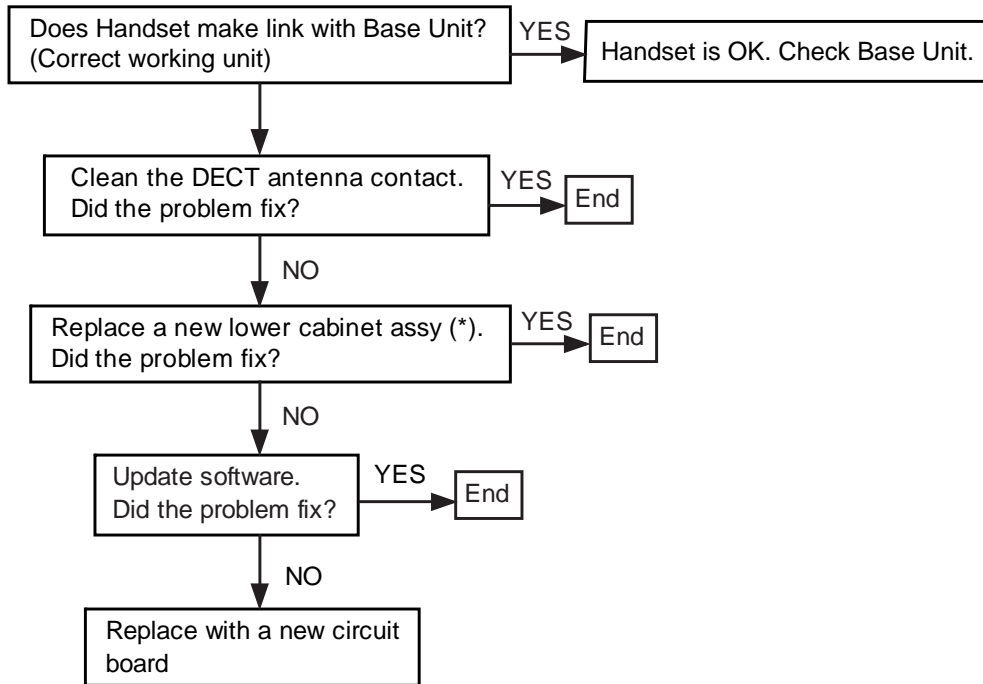 Does Handset make link with Base Unit?
(Correct working unit)
YES
Handset is OK. Check Base Unit.
Clean the DECT antenna contact.
Did the problem fix?
YES
End
NO
Replace a new lower cabinet assy (*).
Did the problem fix?
YES
End
NO
Update software.
Did the problem fix?
YES
End
NO
Replace with a new circuit
board